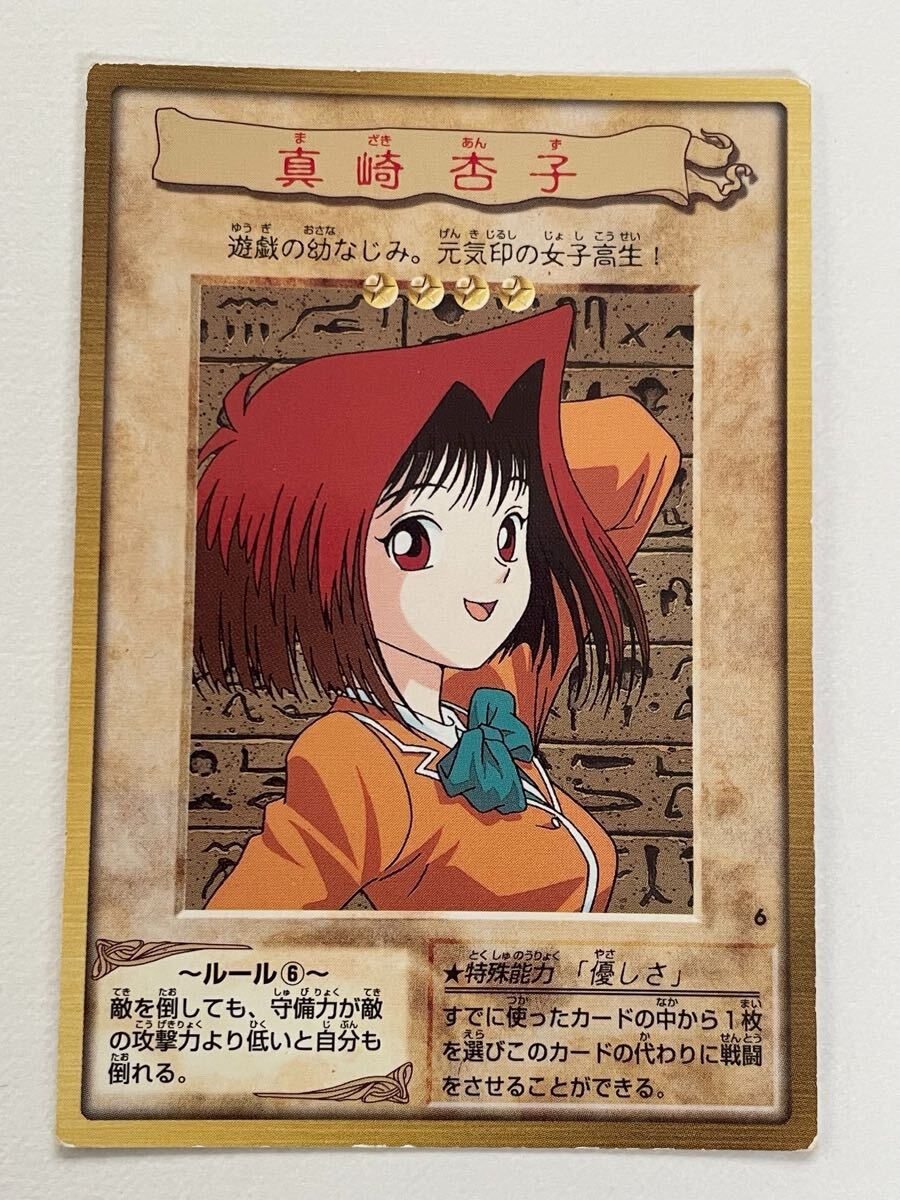 真崎杏子
遊戯の幼なじみ。元気印の女子高生！
6
～ルール⑥～
敵を倒しても、守備力が敵
の攻撃力より低いと自分も
倒れる。
★特殊能力「優しさ」
すでに使ったカードの中から1枚
を選びこのカードの代わりに戦闘
をさせることができる。